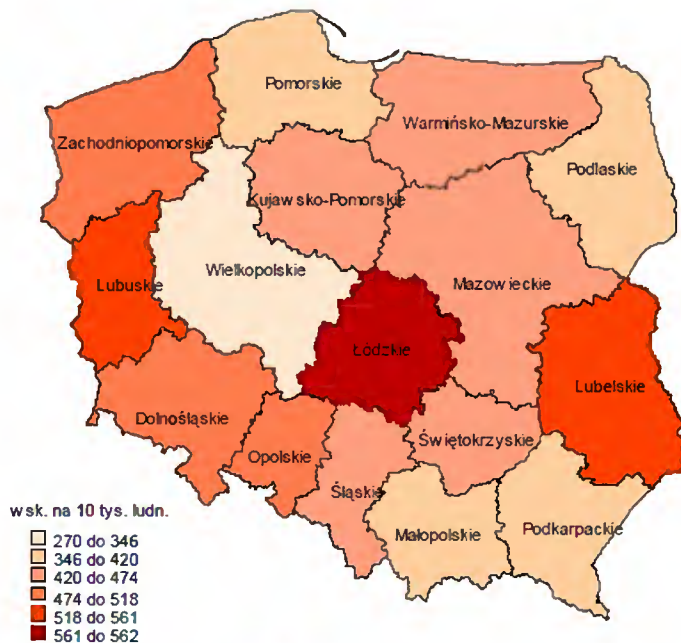 Pomorskie
Warmińsko-Mazurskie
Zachodniopomorskie
Podlaskie
Kujawsko-Pomorskie
Wielkopolskie
Mazowieckie
Lubuskie
Łódzkie
Lubelskie
Dolnośląskie
Świętokrzyskie
Opolskie
Śląskie
Małopolskie
Podkarpackie
wsk. na 10 tys. ludn.
270 do 346
346 do 420
420 do 474
474 do 518
518 do 561
561 do 562